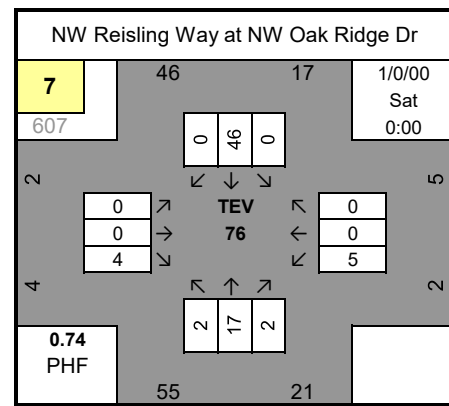 NW Reisling Way at NW Oak Ridge Dr
7
607
46
17
1/0/00
Sat
0:00
0
46
0
↙ ↓ ↘
2
5
0 ↗ TEV ↖ 0
0 → 76 ← 0
4 ↘ ↙ 5
4
2
↖ ↑ ↗
2
17
2
0.74
PHF
55
21